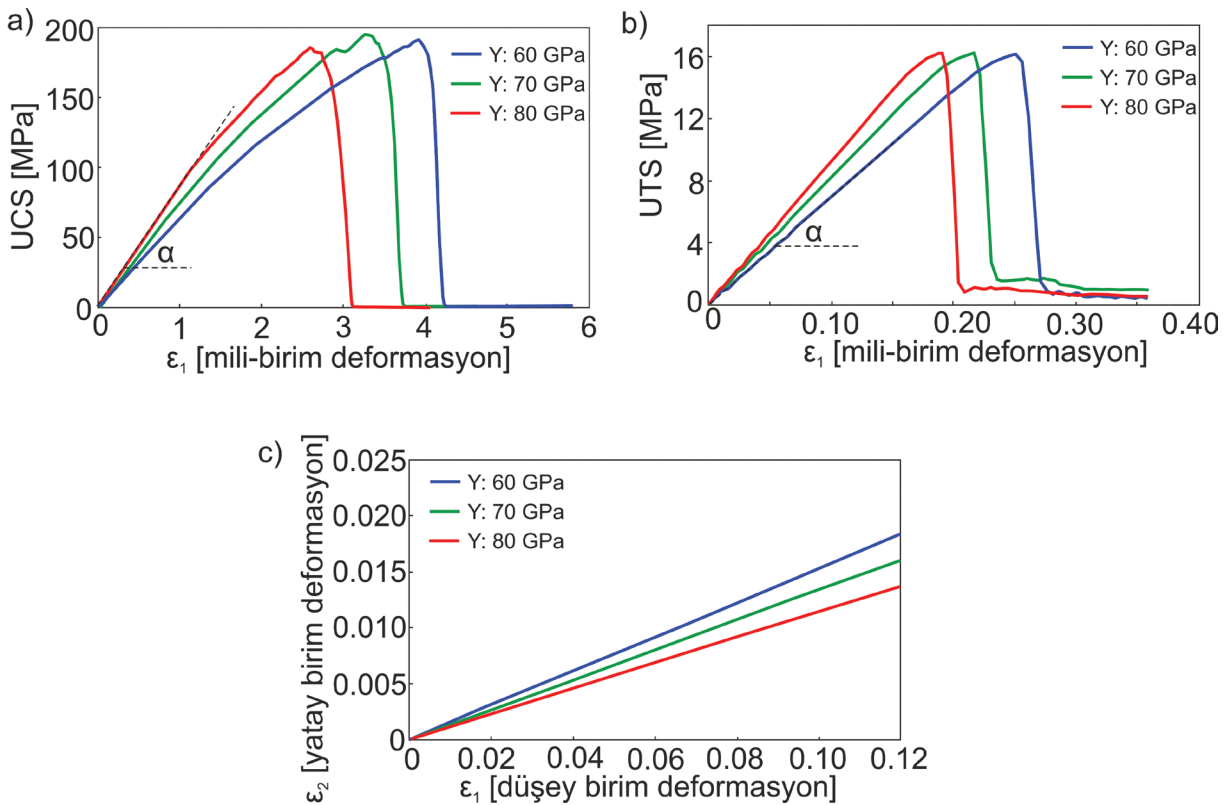 a)
UCS [MPa]
200
150
100
50
0
Y: 60 GPa
Y: 70 GPa
Y: 80 GPa
α
0 1 2 3 4 5 6
ε₁ [mili-birim deformasyon]
b)
UTS [MPa]
16
12
8
4
0
Y: 60 GPa
Y: 70 GPa
Y: 80 GPa
α
0 0.10 0.20 0.30 0.40
ε₁ [mili-birim deformasyon]
c)
ε₂ [yatay birim deformasyon]
0.025
0.020
0.015
0.010
0.005
0
Y: 60 GPa
Y: 70 GPa
Y: 80 GPa
0.00 0.02 0.04 0.06 0.08 0.10 0.12
ε₁ [düşey birim deformasyon]